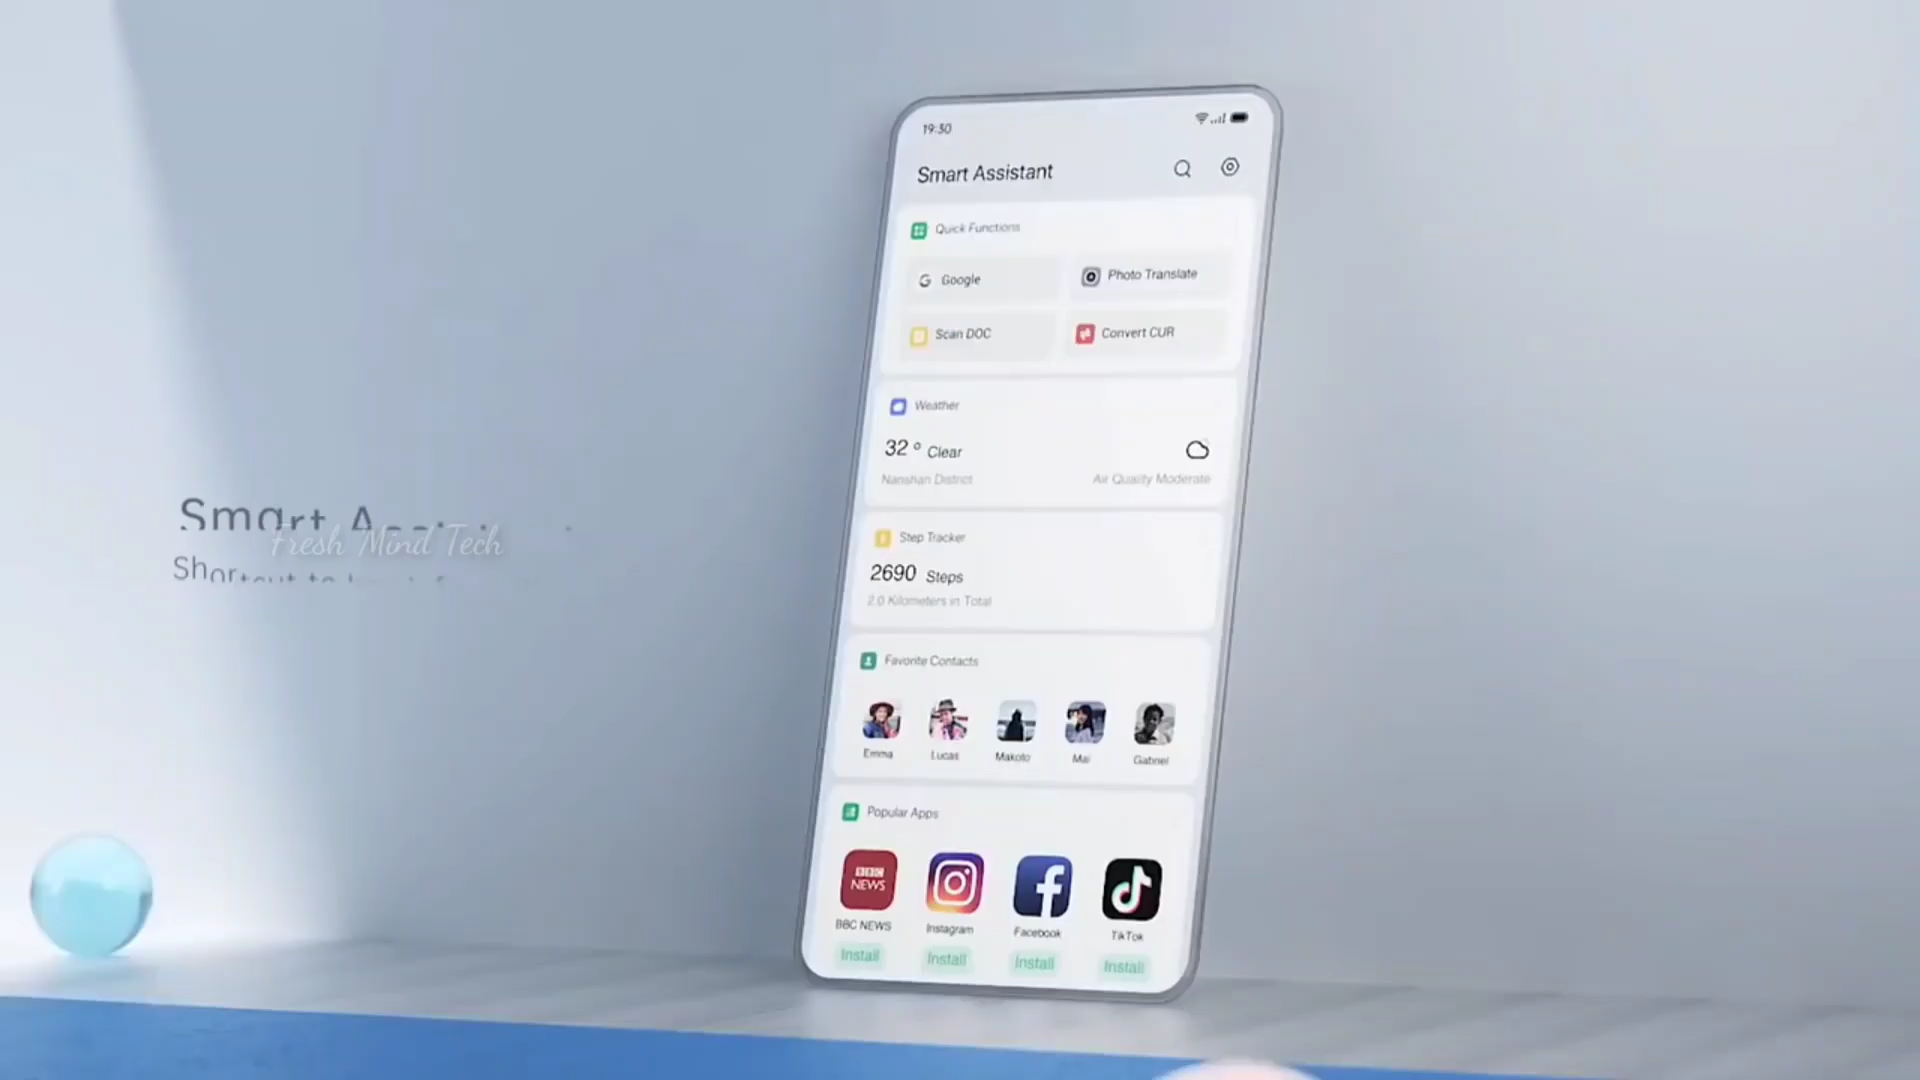 19:30
Smart Assistant
Quick Functions
Google
Photo Translate
Scan DOC
Convert CUR
Weather
32° Clear
Nanshan District
Air Quality Moderate
Step Tracker
2690 Steps
2.0 Kilometers in Total
Favorite Contacts
Emma Lucas Makoto Mai Gabriel
Popular Apps
BBC
NEWS
BBC NEWS Instagram Facebook TikTok
Install Install Install Install
Smart
Fresh Mind Tech
Shortcut to